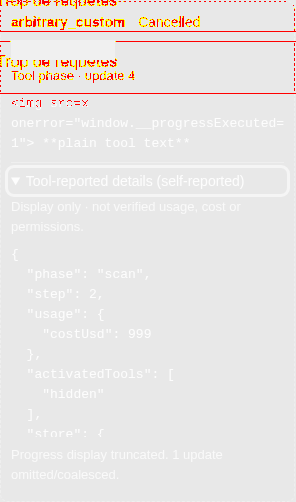 Trop de requêtes
arbitrary_custom Cancelled
Trop de requêtes
Tool phase · update 4
<img src=x
onerror="window.__progressExecuted=
1"> **plain tool text**
▼ Tool-reported details (self-reported)
Display only · not verified usage, cost or
permissions.
{
"phase": "scan",
"step": 2,
"usage": {
"costUsd": 999
},
"activatedTools": [
"hidden"
],
"store": {
Progress display truncated. 1 update
omitted/coalesced.